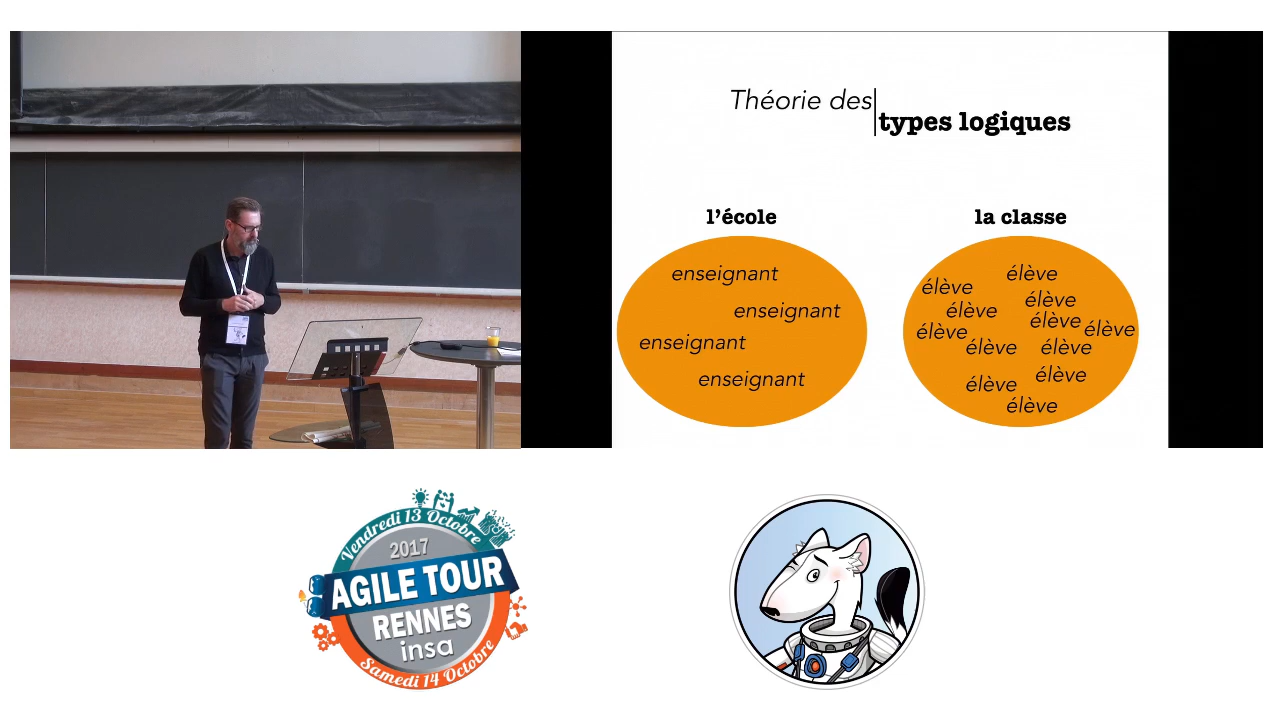 Théorie des
types logiques
l'école
enseignant
enseignant
enseignant
enseignant
la classe
élève
élève
élève
élève
élève
élève
élève
élève
élève
élève
élève
élève
Vendredi 13 Octobre
2017
AGILE TOUR
RENNES
insa
Samedi 14 Octobre